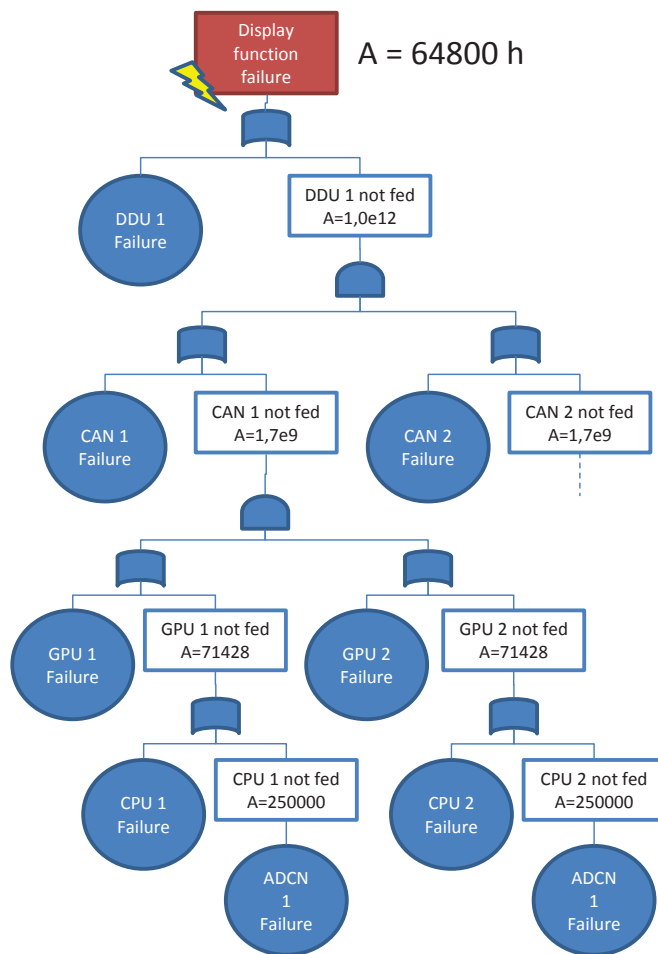 Display
function
failure
A = 64800 h
DDU 1
Failure
DDU 1 not fed
A=1,0e12
CAN 1
Failure
CAN 1 not fed
A=1,7e9
CAN 2
Failure
CAN 2 not fed
A=1,7e9
GPU 1
Failure
GPU 1 not fed
A=71428
GPU 2
Failure
GPU 2 not fed
A=71428
CPU 1
Failure
CPU 1 not fed
A=250000
CPU 2
Failure
CPU 2 not fed
A=250000
ADCN
1
Failure
ADCN
1
Failure